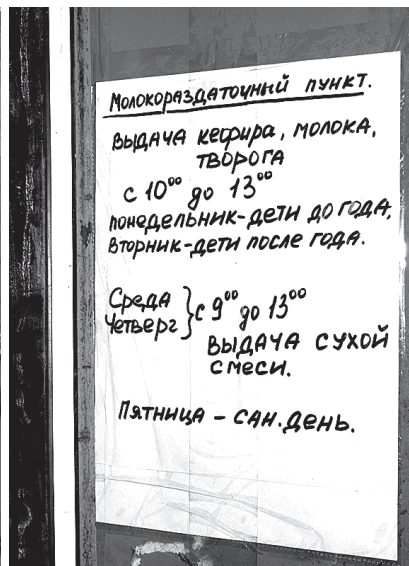 Молокораздаточный пункт.
Выдача кефира, молока,
творога
с 10⁰⁰ до 13⁰⁰
понедельник-дети до года,
вторник-дети после года.
Среда } с 9⁰⁰ до 13⁰⁰
Четверг
выдача сухой
смеси.
Пятница – сан.день.